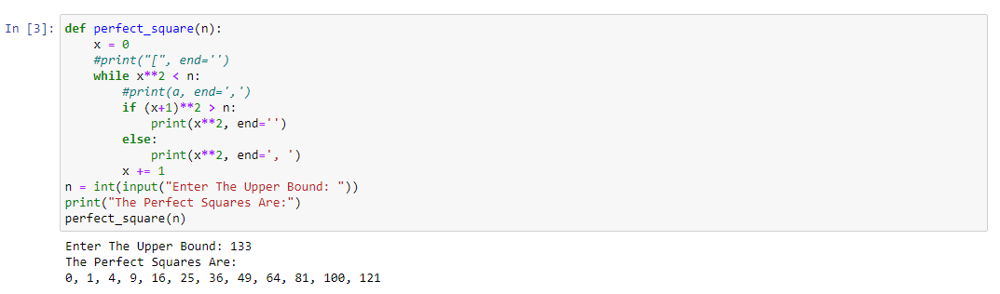 In [3]: def perfect_square(n):
    x = 0
    #print("[", end='')
    while x**2 < n:
        #print(a, end=',')
        if (x+1)**2 > n:
            print(x**2, end='')
        else:
            print(x**2, end=', ')
        x += 1
n = int(input("Enter The Upper Bound: "))
print("The Perfect Squares Are:")
perfect_square(n)
Enter The Upper Bound: 133
The Perfect Squares Are:
0, 1, 4, 9, 16, 25, 36, 49, 64, 81, 100, 121